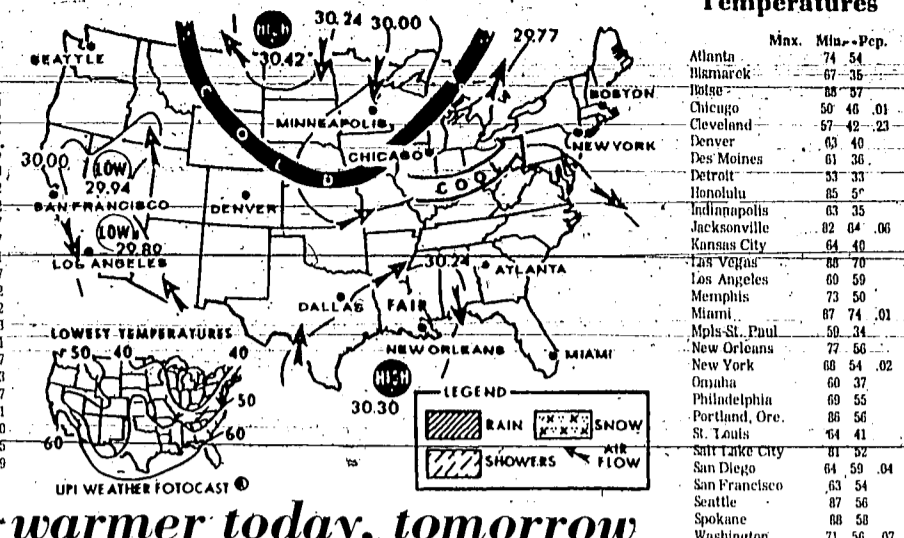 Temperatures
Max. Min. Pcp.
Atlanta 74 54
Bismarck 67 35
Boise 88 57
Chicago 50 46 .01
Cleveland 57 42 .23
Denver 63 40
Des Moines 61 36
Detroit 53 33
Honolulu 85
Indianapolis 63 35
Jacksonville 82 64 .06
Kansas City 64 40
Las Vegas 88 70
Los Angeles 69 59
Memphis 73 50
Miami 87 74 .01
Mpls-St. Paul 59 34
New Orleans 77 56
New York 68 54 .02
Omaha 60 37
Philadelphia 69 55
Portland, Ore. 86 56
St. Louis 64 41
Salt Lake City 81 52
San Diego 64 59 .04
San Francisco 63 54
Seattle 87 56
Spokane 88 58
Washington 71 56 .07
HIGH
30.42
30.24
30.00
29.77
SEATTLE
MINNEAPOLIS
BOSTON
NEW YORK
CHICAGO
COLD
COOL
30.00
LOW
29.94
SAN FRANCISCO
DENVER
LOW
29.80
LOS ANGELES
30.24
ATLANTA
DALLAS
FAIR
NEW ORLEANS
MIAMI
HIGH
30.30
LOWEST TEMPERATURES
50 40 40
50
60 60
UPI WEATHER FOTOCAST ®
LEGEND
RAIN
SNOW
SHOWERS
AIR FLOW
warmer today, tomorrow